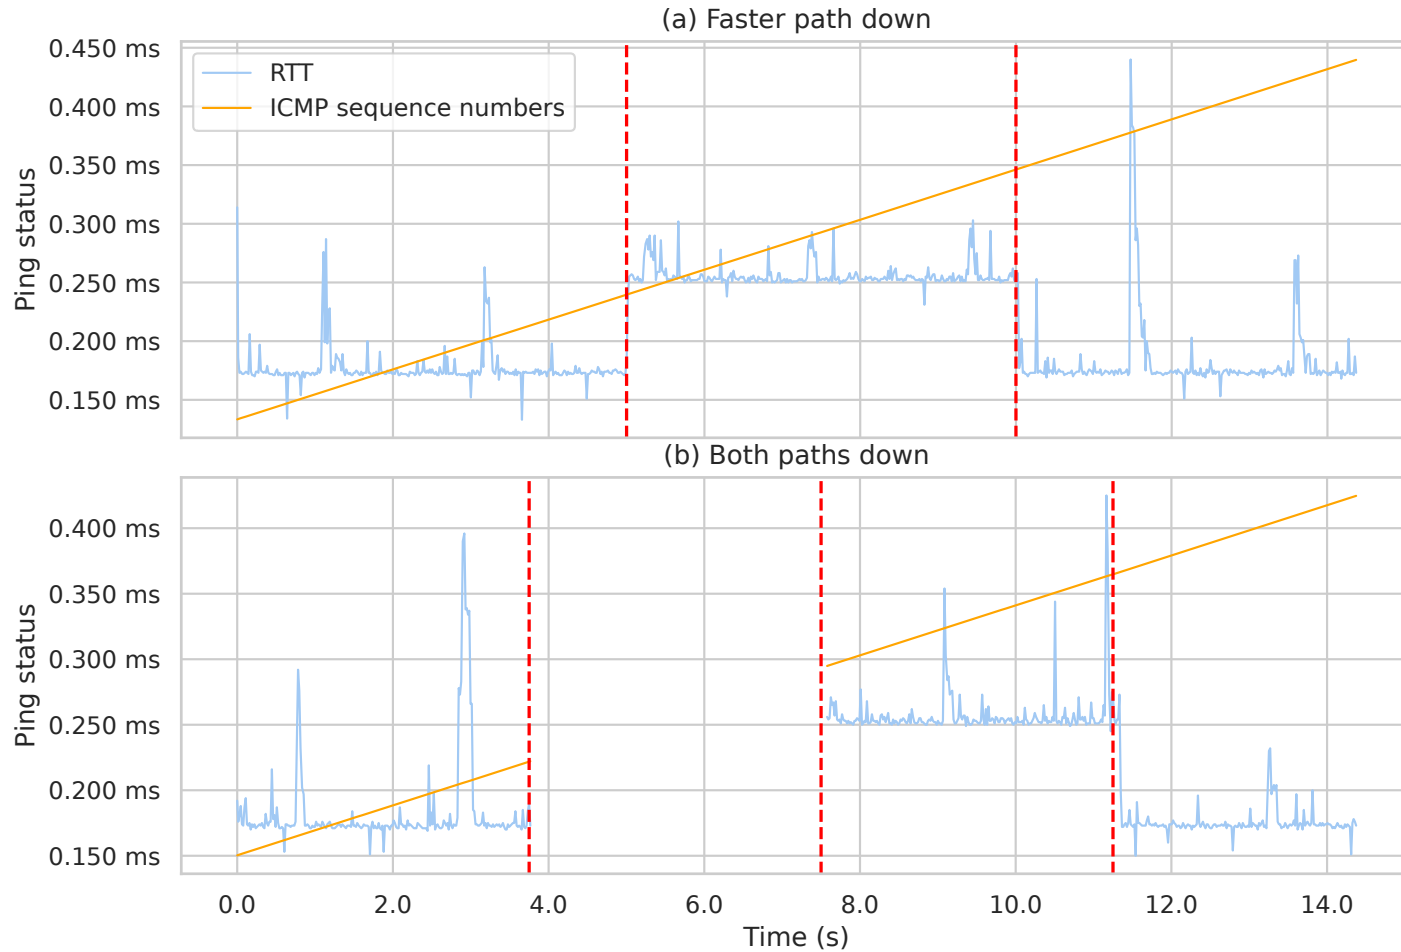 (a) Faster path down
0.450 ms
0.400 ms
0.350 ms
0.300 ms
0.250 ms
0.200 ms
0.150 ms
Ping status
RTT
ICMP sequence numbers
(b) Both paths down
0.400 ms
0.350 ms
0.300 ms
0.250 ms
0.200 ms
0.150 ms
Ping status
0.0 2.0 4.0 6.0 8.0 10.0 12.0 14.0
Time (s)